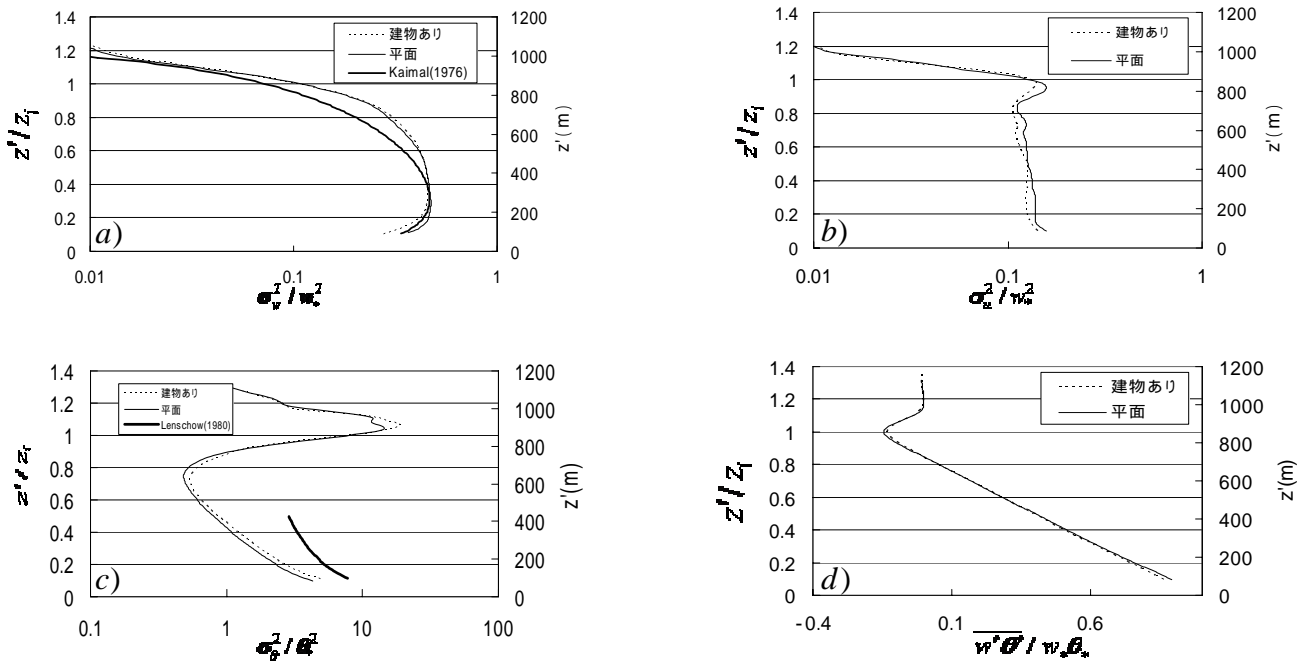 1.4
1.2
1
0.8
0.6
0.4
0.2
0
z'/z_i
1200
1000
800
600
400
200
0
z'(m)
建物あり
平面
Kaimal(1976)
a)
0.01 0.1 1
σ_w^2/w_*^2
1.4
1.2
1
0.8
0.6
0.4
0.2
0
z'/z_i
1200
1000
800
600
400
200
0
z'(m)
建物あり
平面
b)
0.01 0.1 1
σ_u^2/w_*^2
1.4
1.2
1
0.8
0.6
0.4
0.2
0
z'/z_i
1200
1000
800
600
400
200
0
z'(m)
建物あり
平面
Lenschow(1980)
c)
0.1 1 10 100
σ_θ^2/θ_*^2
1.4
1.2
1
0.8
0.6
0.4
0.2
0
z'/z_i
1200
1000
800
600
400
200
0
z'(m)
建物あり
平面
d)
-0.4 0.1 0.6
w'θ'/w_*θ_*